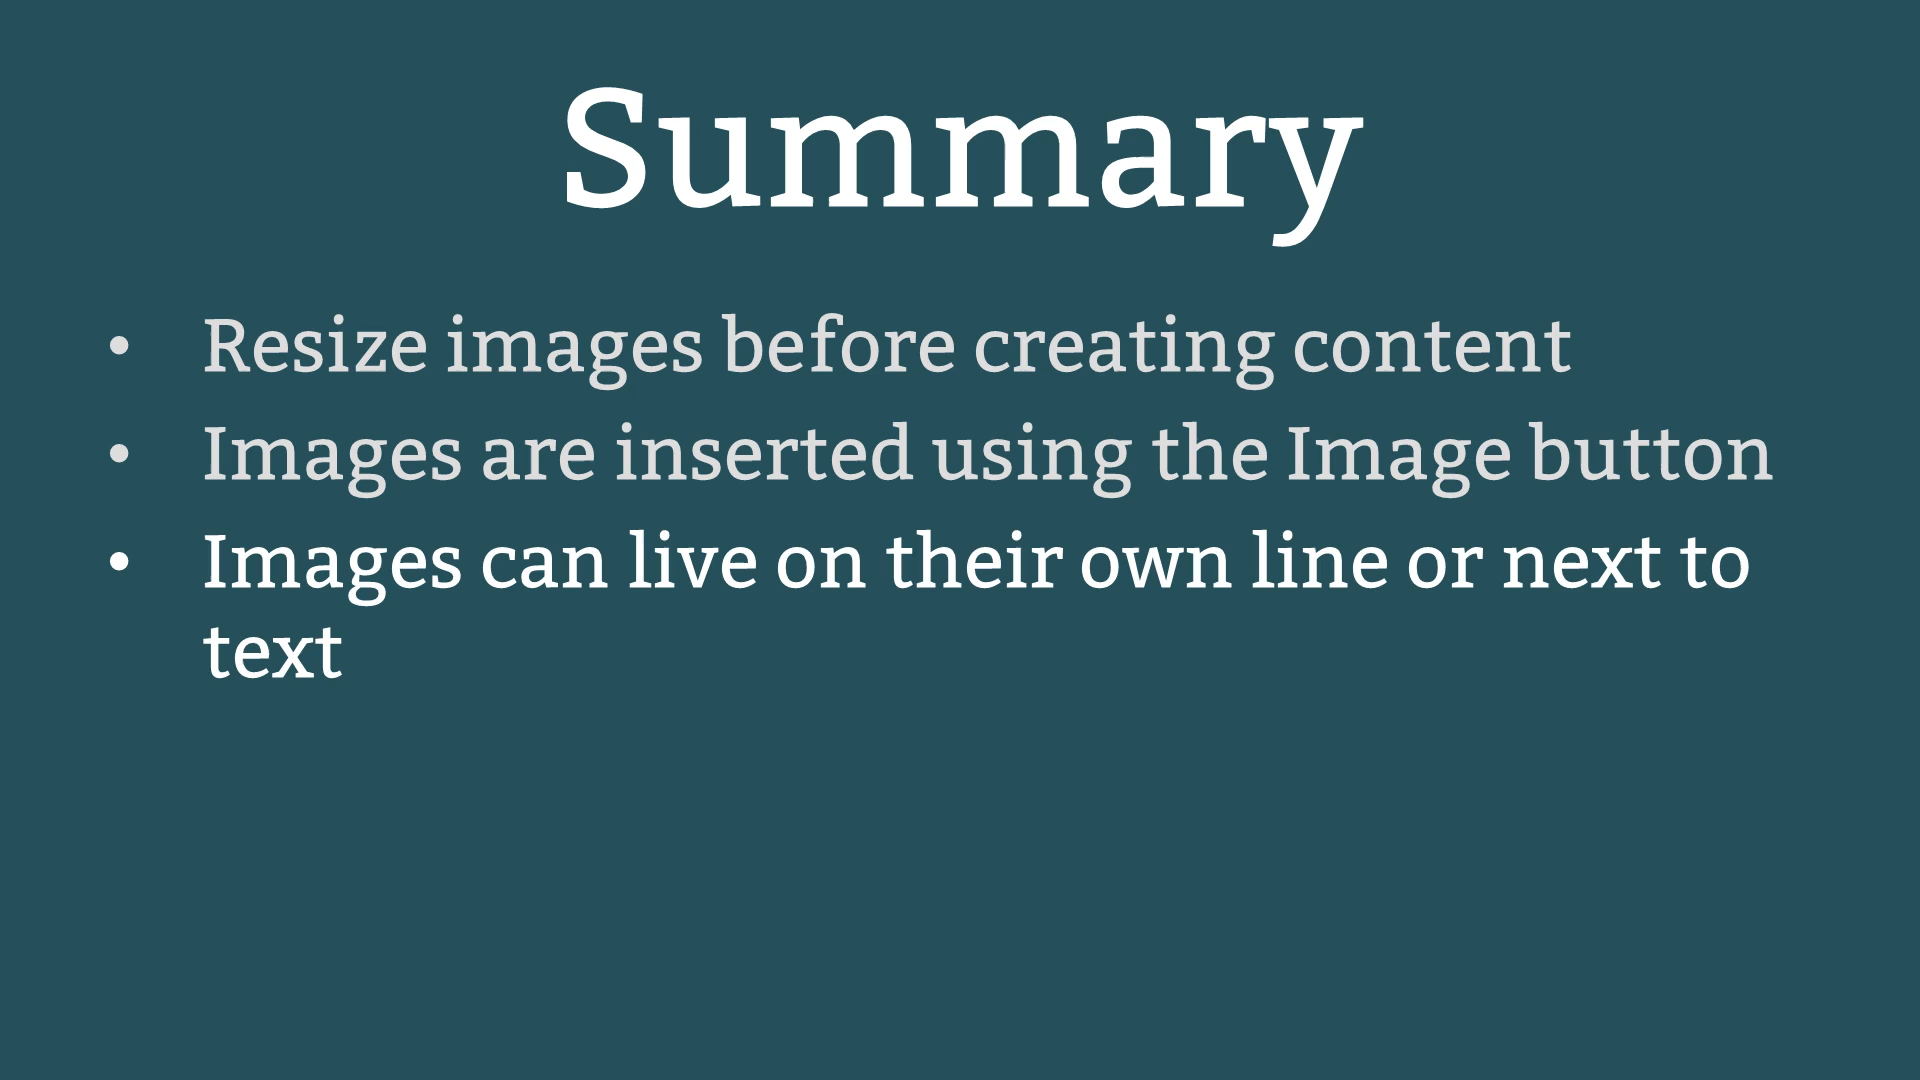 Summary
• Resize images before creating content
• Images are inserted using the Image button
• Images can live on their own line or next to
text